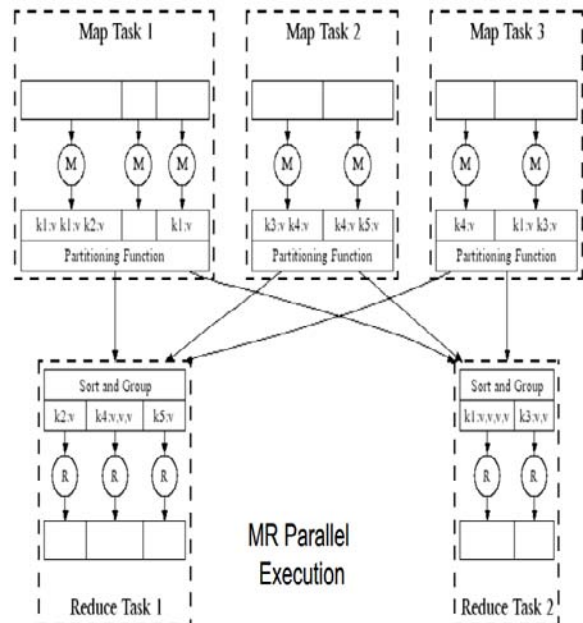 Map Task 1
Map Task 2
Map Task 3
M
M
M
M
M
M
M
k1:v k1:v k2:v
k1:v
k3:v k4:v
k4:v k5:v
k4:v
k1:v k3:v
Partitioning Function
Partitioning Function
Partitioning Function
Sort and Group
Sort and Group
k2:v
k4:v,v,v
k5:v
k1:v,v,v,v
k3:v,v
R
R
R
R
R
MR Parallel
Execution
Reduce Task 1
Reduce Task 2